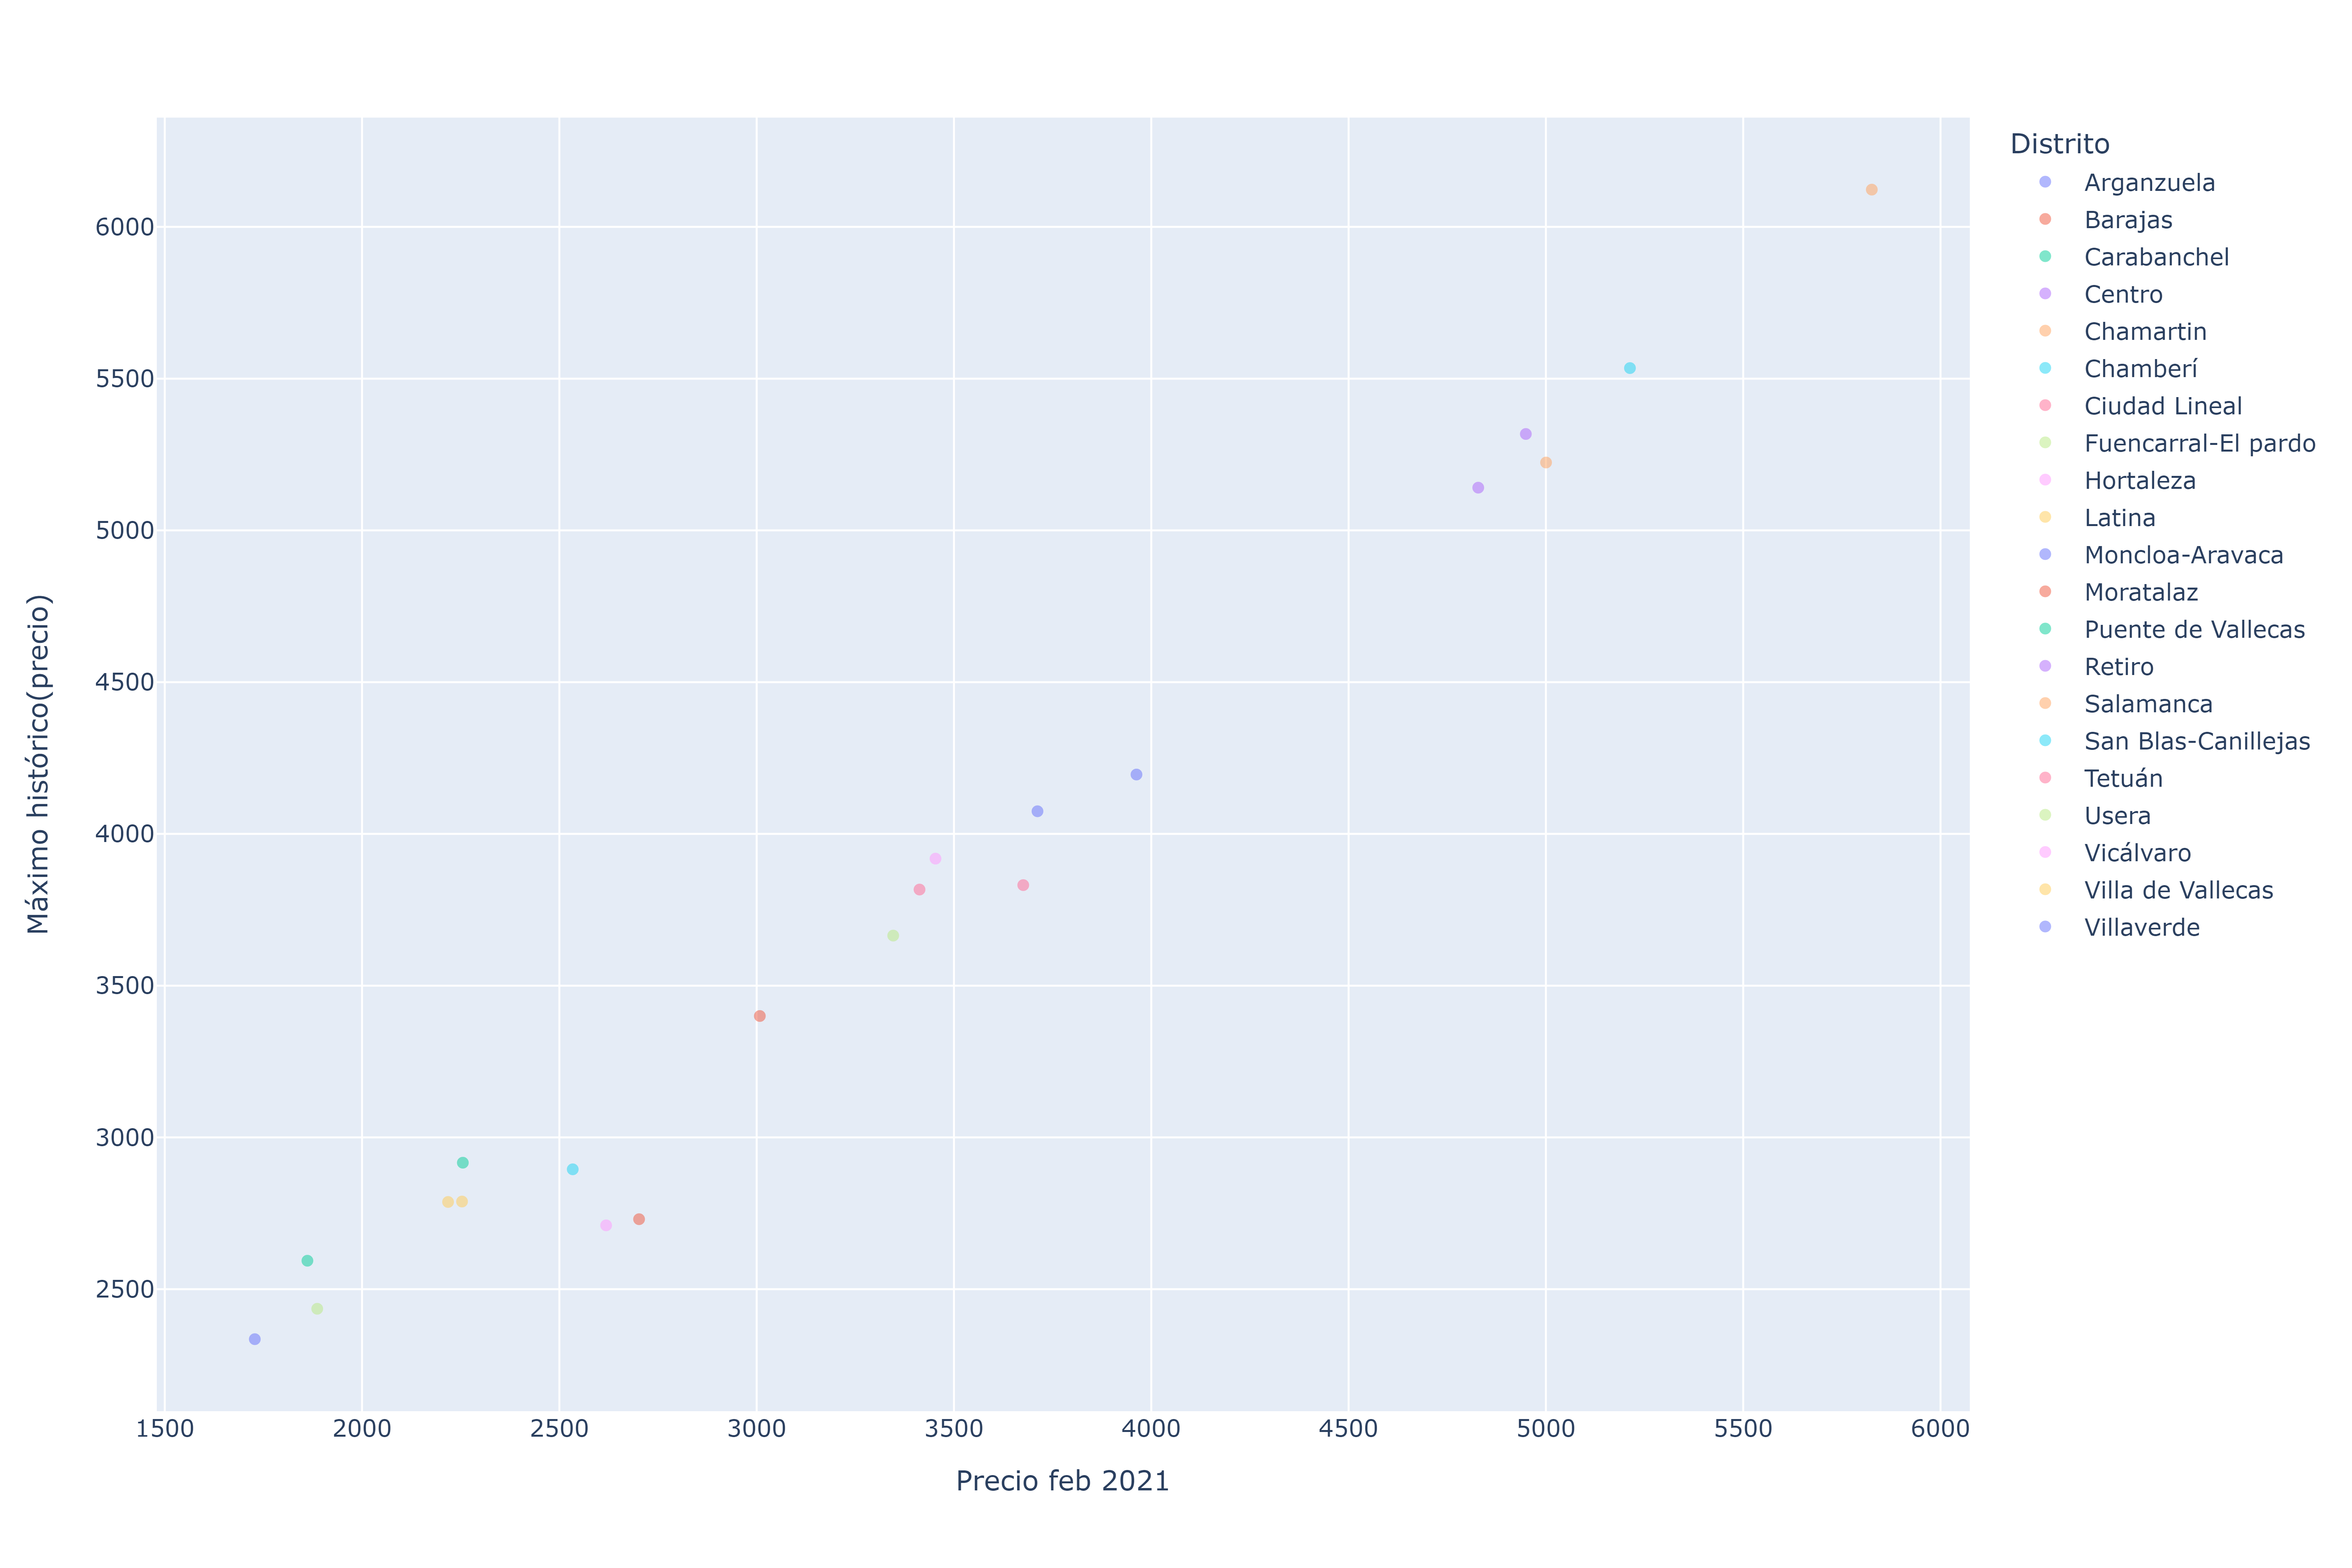 Distrito
Arganzuela
Barajas
Carabanchel
Centro
Chamartin
Chamberí
Ciudad Lineal
Fuencarral-El pardo
Hortaleza
Latina
Moncloa-Aravaca
Moratalaz
Puente de Vallecas
Retiro
Salamanca
San Blas-Canillejas
Tetuán
Usera
Vicálvaro
Villa de Vallecas
Villaverde
Máximo histórico(precio)
6000
5500
5000
4500
4000
3500
3000
2500
1500 2000 2500 3000 3500 4000 4500 5000 5500 6000
Precio feb 2021